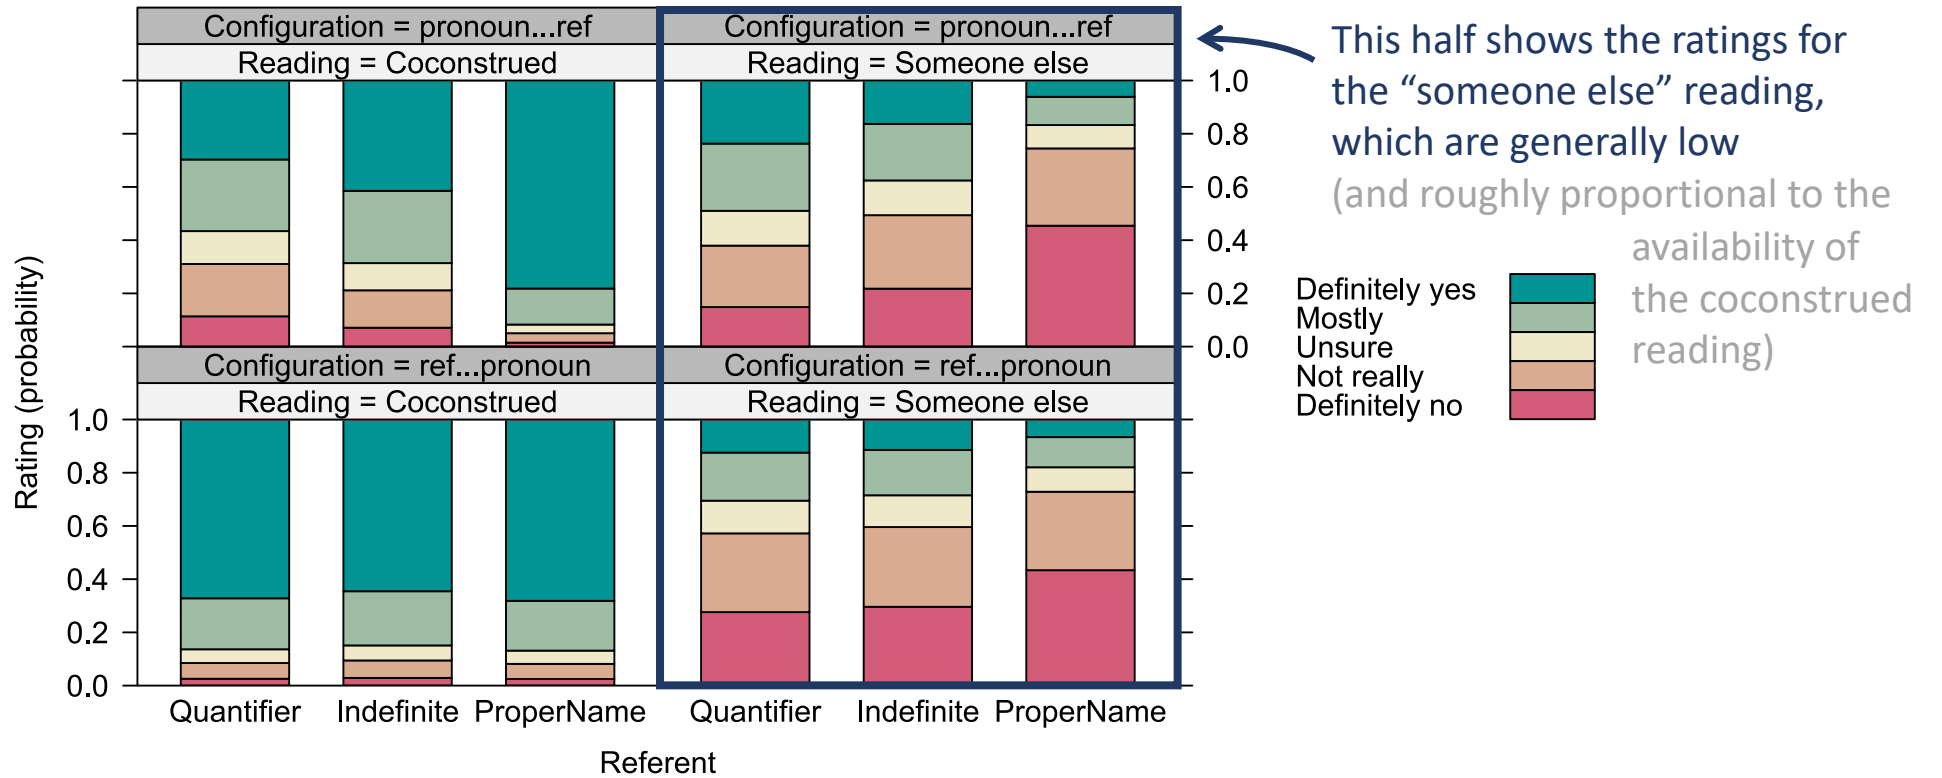 Configuration = pronoun...ref
Configuration = pronoun...ref
Reading = Coconstrued
Reading = Someone else
This half shows the ratings for
the “someone else” reading,
which are generally low
(and roughly proportional to the
availability of
the coconstrued
reading)
1.0
0.8
0.6
0.4
0.2
0.0
Definitely yes
Mostly
Unsure
Not really
Definitely no
Configuration = ref...pronoun
Configuration = ref...pronoun
Reading = Coconstrued
Reading = Someone else
Rating (probability)
1.0
0.8
0.6
0.4
0.2
0.0
Quantifier Indefinite ProperName
Quantifier Indefinite ProperName
Referent